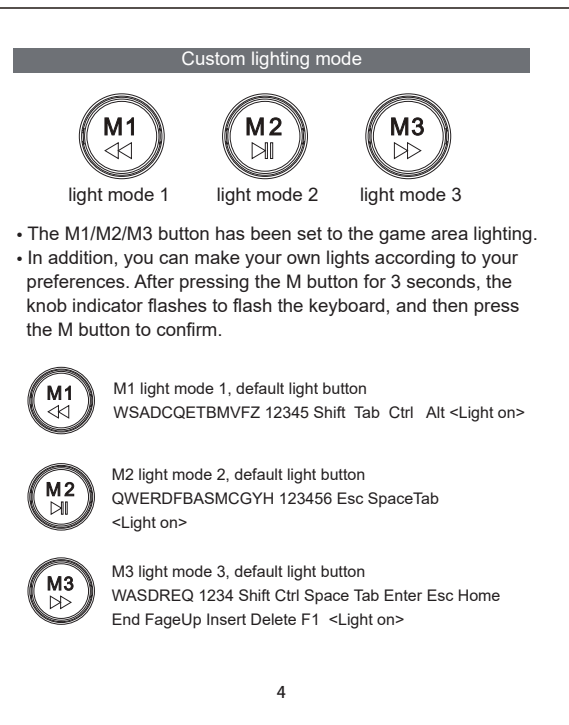 Custom lighting mode
M1 M2 M3
light mode 1 light mode 2 light mode 3
• The M1/M2/M3 button has been set to the game area lighting.
• In addition, you can make your own lights according to your
preferences. After pressing the M button for 3 seconds, the
knob indicator flashes to flash the keyboard, and then press
the M button to confirm.
M1
M1 light mode 1, default light button
WSADCQETBMVFZ 12345 Shift Tab Ctrl Alt <Light on>
M2
M2 light mode 2, default light button
QWERDFBASMCGYH 123456 Esc SpaceTab
<Light on>
M3
M3 light mode 3, default light button
WASDREQ 1234 Shift Ctrl Space Tab Enter Esc Home
End FageUp Insert Delete F1 <Light on>
4